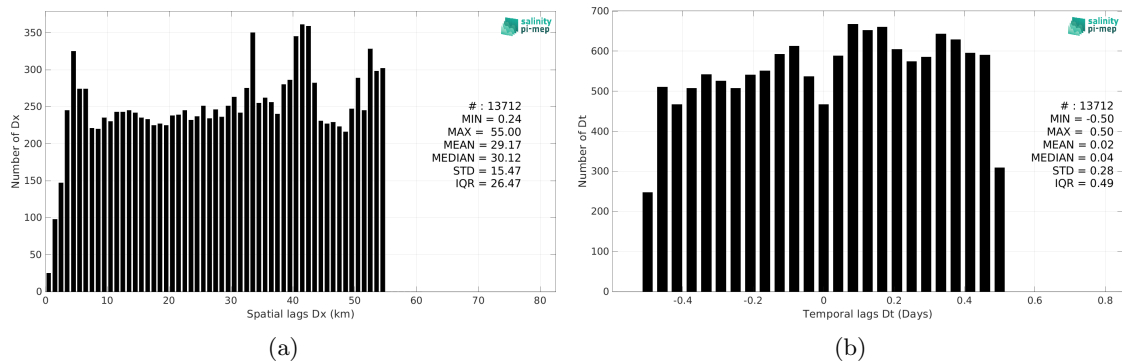 350
300
250
200
150
100
50
0
Number of Dx
salinity
pi-mep
# : 13712
MIN = 0.24
MAX = 55.00
MEAN = 29.17
MEDIAN = 30.12
STD = 15.47
IQR = 26.47
0 10 20 30 40 50 60 70 80
Spatial lags Dx (km)
(a)
700
600
500
400
300
200
100
0
Number of Dt
salinity
pi-mep
# : 13712
MIN = -0.50
MAX = 0.50
MEAN = 0.02
MEDIAN = 0.04
STD = 0.28
IQR = 0.49
-0.4 -0.2 0 0.2 0.4 0.6 0.8
Temporal lags Dt (Days)
(b)